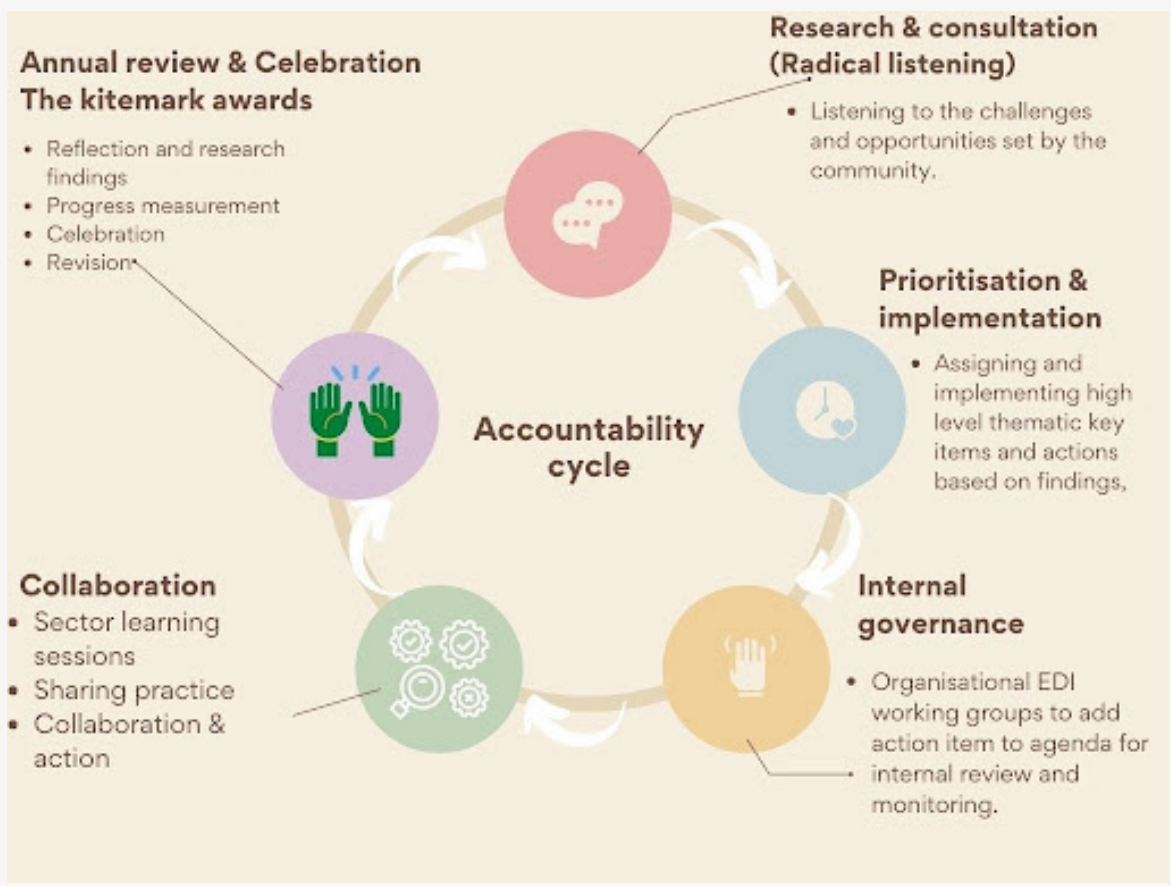 Research & consultation
(Radical listening)
• Listening to the challenges
and opportunities set by the
community.
Prioritisation &
implementation
• Assigning and
implementing high
level thematic key
items and actions
based on findings,
Internal
governance
• Organisational EDI
working groups to add
action item to agenda for
internal review and
monitoring.
Collaboration
• Sector learning
sessions
• Sharing practice
• Collaboration &
action
Annual review & Celebration
The kitemark awards
• Reflection and research
findings
• Progress measurement
• Celebration
• Revision
Accountability
cycle